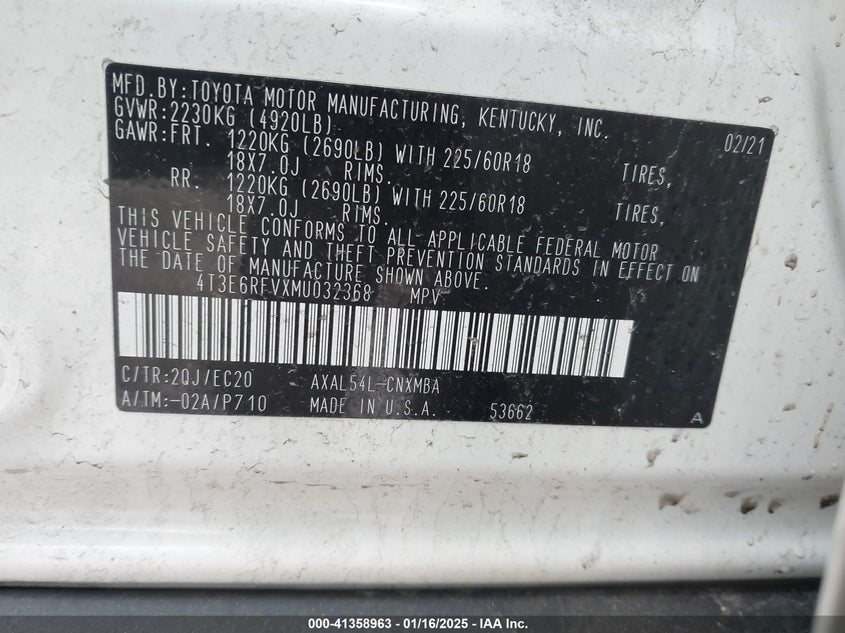 MFD.BY:TOYOTA MOTOR MANUFACTURING, KENTUCKY, INC. 02/21
GVWR:2230KG (4920LB)
GAWR:FRT. 1220KG (2690LB) WITH 225/60R18 TIRES,
18X7.0J RIMS.
RR. 1220KG (2690LB) WITH 225/60R18 TIRES,
18X7.0J RIMS.
THIS VEHICLE CONFORMS TO ALL APPLICABLE FEDERAL MOTOR
VEHICLE SAFETY AND THEFT PREVENTION STANDARDS IN EFFECT ON
THE DATE OF MANUFACTURE SHOWN ABOVE.
4T3E6RFVXMU032368 MPV
C/TR:2QJ/EC20 AXAL54L-CNXMBA
A/TM:-02A/P710 MADE IN U.S.A. 53662 A
000-41358963 - 01/16/2025 - IAA Inc.